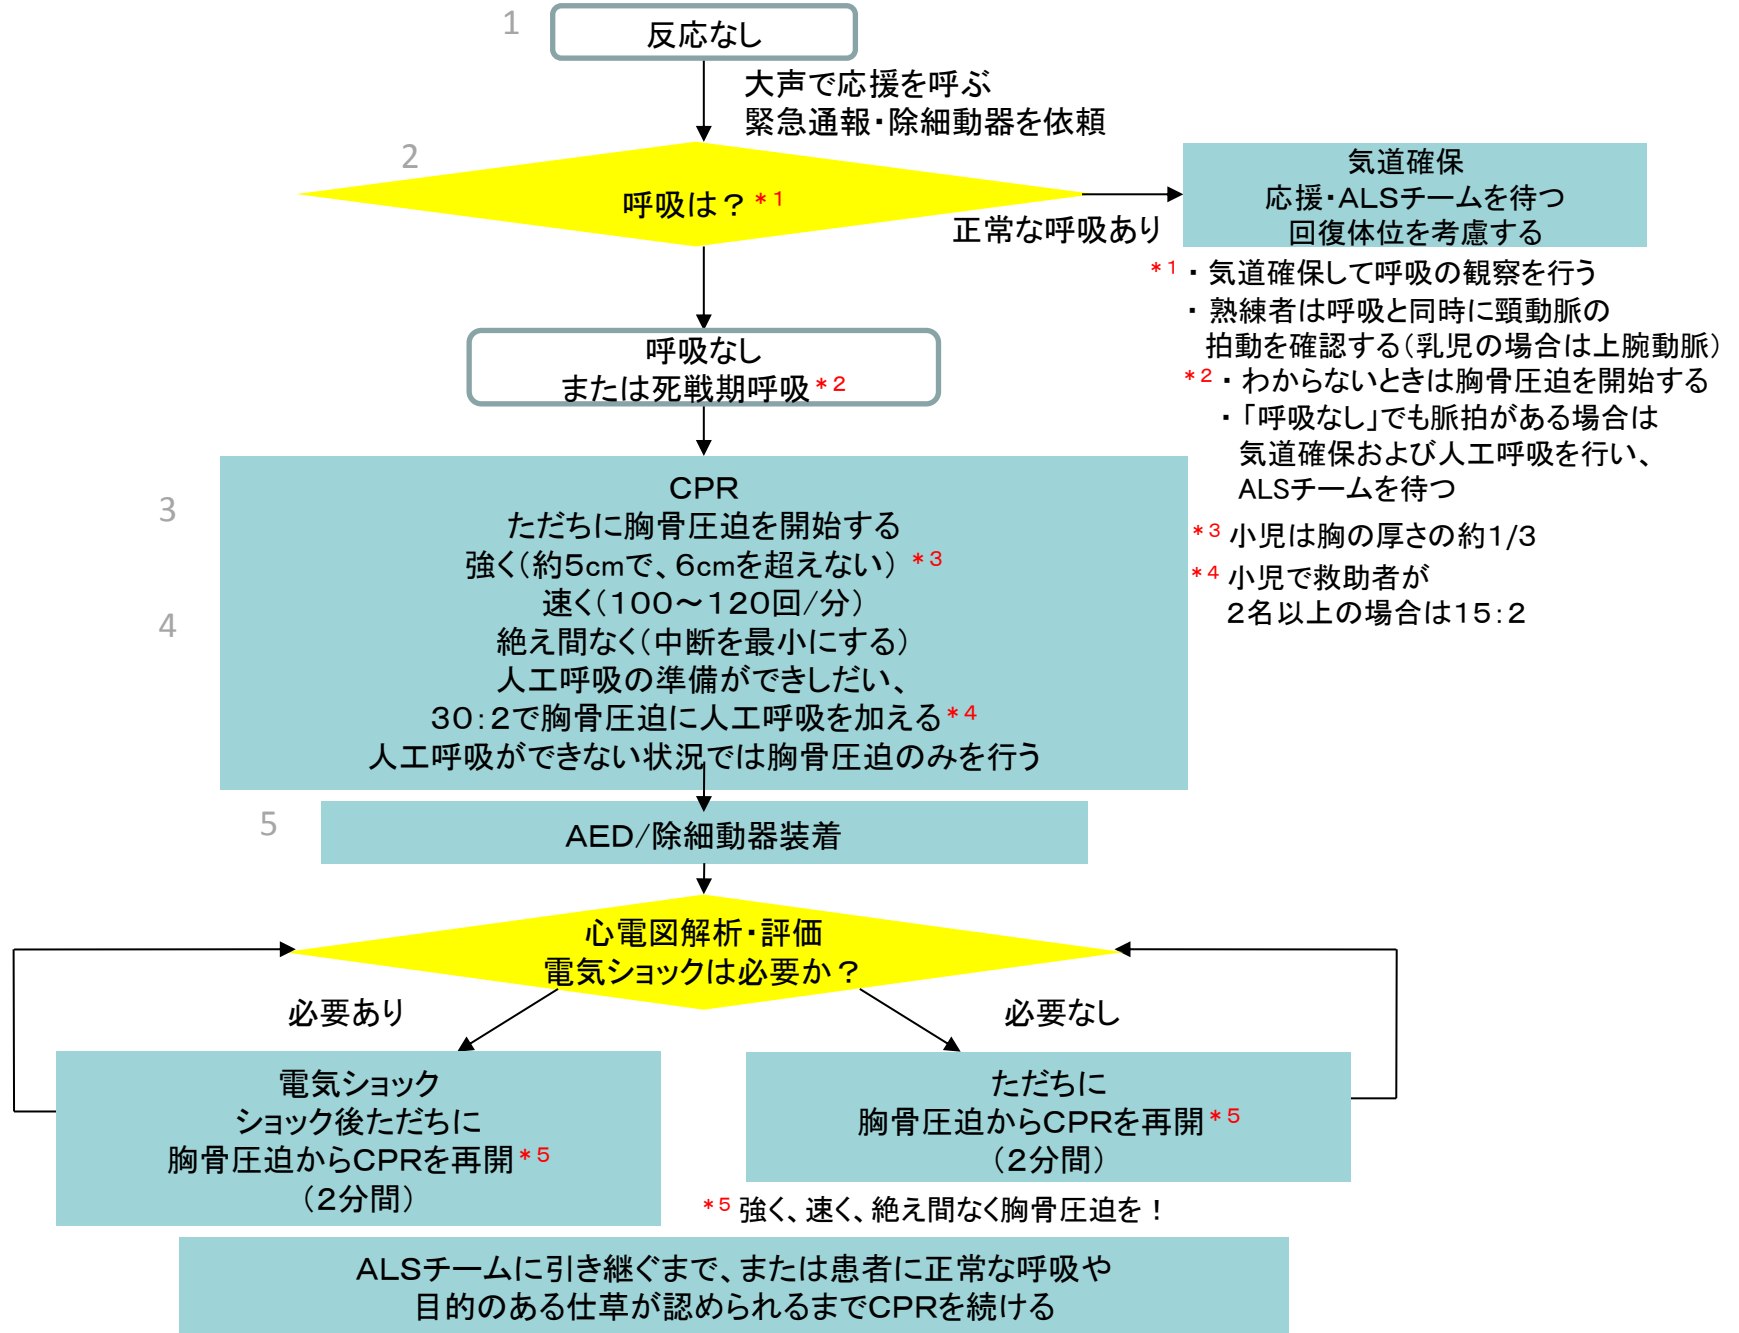 1
反応なし
大声で応援を呼ぶ
緊急通報・除細動器を依頼
2
呼吸は？*1
正常な呼吸あり
気道確保
応援・ALSチームを待つ
回復体位を考慮する
*1・気道確保して呼吸の観察を行う
・熟練者は呼吸と同時に頸動脈の
拍動を確認する（乳児の場合は上腕動脈）
呼吸なし
または死戦期呼吸*2
*2・わからないときは胸骨圧迫を開始する
・「呼吸なし」でも脈拍がある場合は
気道確保および人工呼吸を行い、
ALSチームを待つ
3
CPR
ただちに胸骨圧迫を開始する
強く（約5cmで、6cmを超えない）*3
速く（100～120回/分）
4
絶え間なく（中断を最小にする）
人工呼吸の準備ができしだい、
30：2で胸骨圧迫に人工呼吸を加える*4
人工呼吸ができない状況では胸骨圧迫のみを行う
*3 小児は胸の厚さの約1/3
*4 小児で救助者が
2名以上の場合は15：2
5
AED/除細動器装着
心電図解析・評価
電気ショックは必要か？
必要あり
必要なし
電気ショック
ショック後ただちに
胸骨圧迫からCPRを再開*5
（2分間）
ただちに
胸骨圧迫からCPRを再開*5
（2分間）
*5 強く、速く、絶え間なく胸骨圧迫を！
ALSチームに引き継ぐまで、または患者に正常な呼吸や
目的のある仕草が認められるまでCPRを続ける